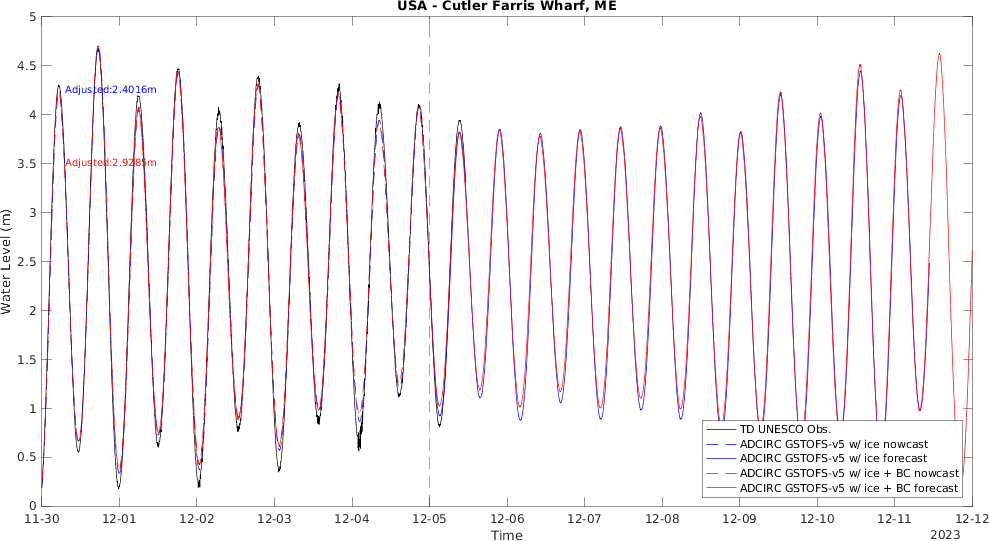 USA - Cutler Farris Wharf, ME
5
4.5
4
3.5
3
2.5
2
1.5
1
0.5
0
Water Level (m)
Adjusted:2.4016m
Adjusted:2.9285m
TD UNESCO Obs.
ADCIRC GSTOFS-v5 w/ ice nowcast
ADCIRC GSTOFS-v5 w/ ice forecast
ADCIRC GSTOFS-v5 w/ ice + BC nowcast
ADCIRC GSTOFS-v5 w/ ice + BC forecast
11-30 12-01 12-02 12-03 12-04 12-05 12-06 12-07 12-08 12-09 12-10 12-11 12-12
Time
2023